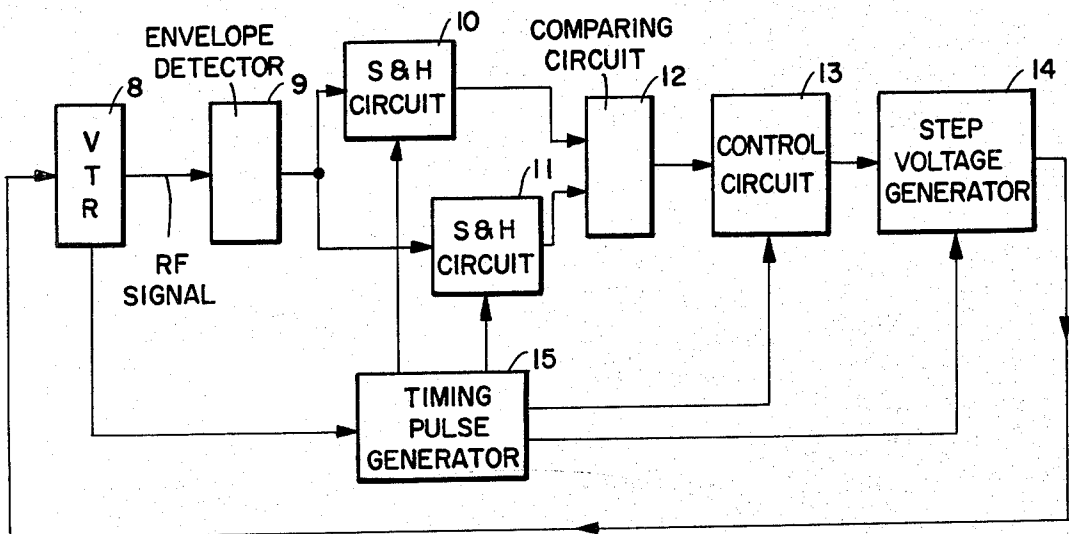 ENVELOPE
DETECTOR
8
V
T
R
RF
SIGNAL
9
10
S & H
CIRCUIT
11
S & H
CIRCUIT
COMPARING
CIRCUIT
12
13
CONTROL
CIRCUIT
14
STEP
VOLTAGE
GENERATOR
15
TIMING
PULSE
GENERATOR